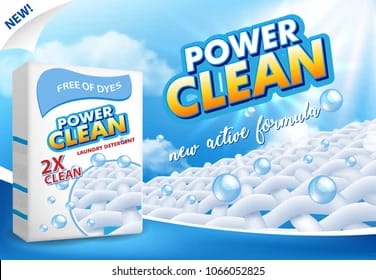 NEW!
FREE OF DYES
POWER
CLEAN
LAUNDRY DETERGENT
2X
CLEAN
POWER
CLEAN
new active formula
shutterstock.com · 1066052825